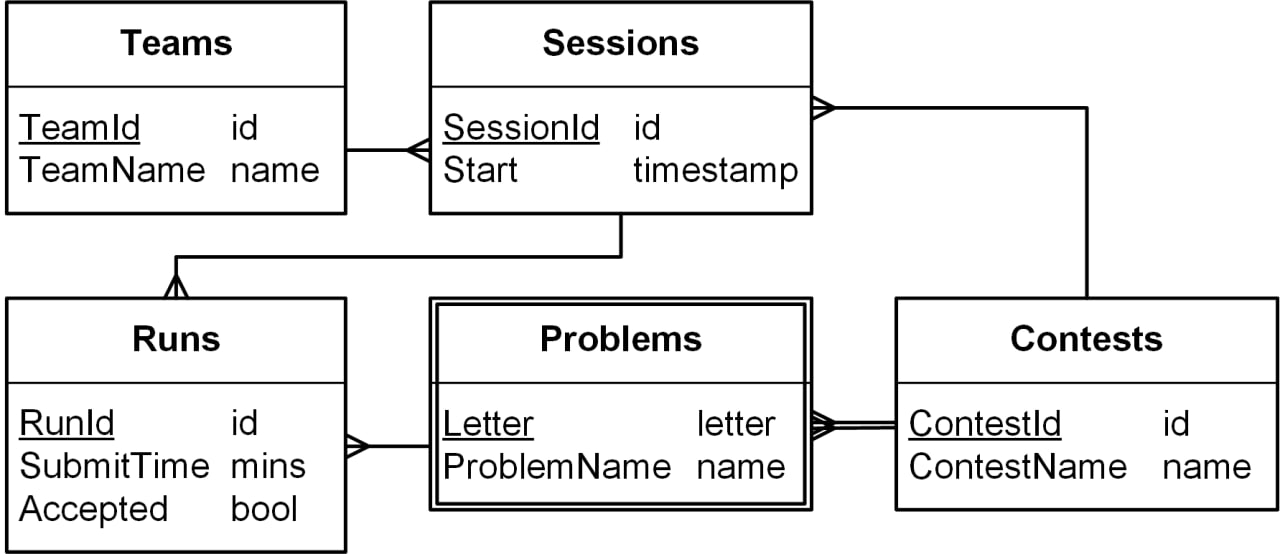 Teams
TeamId id
TeamName name
Sessions
SessionId id
Start timestamp
Runs
RunId id
SubmitTime mins
Accepted bool
Problems
Letter letter
ProblemName name
Contests
ContestId id
ContestName name